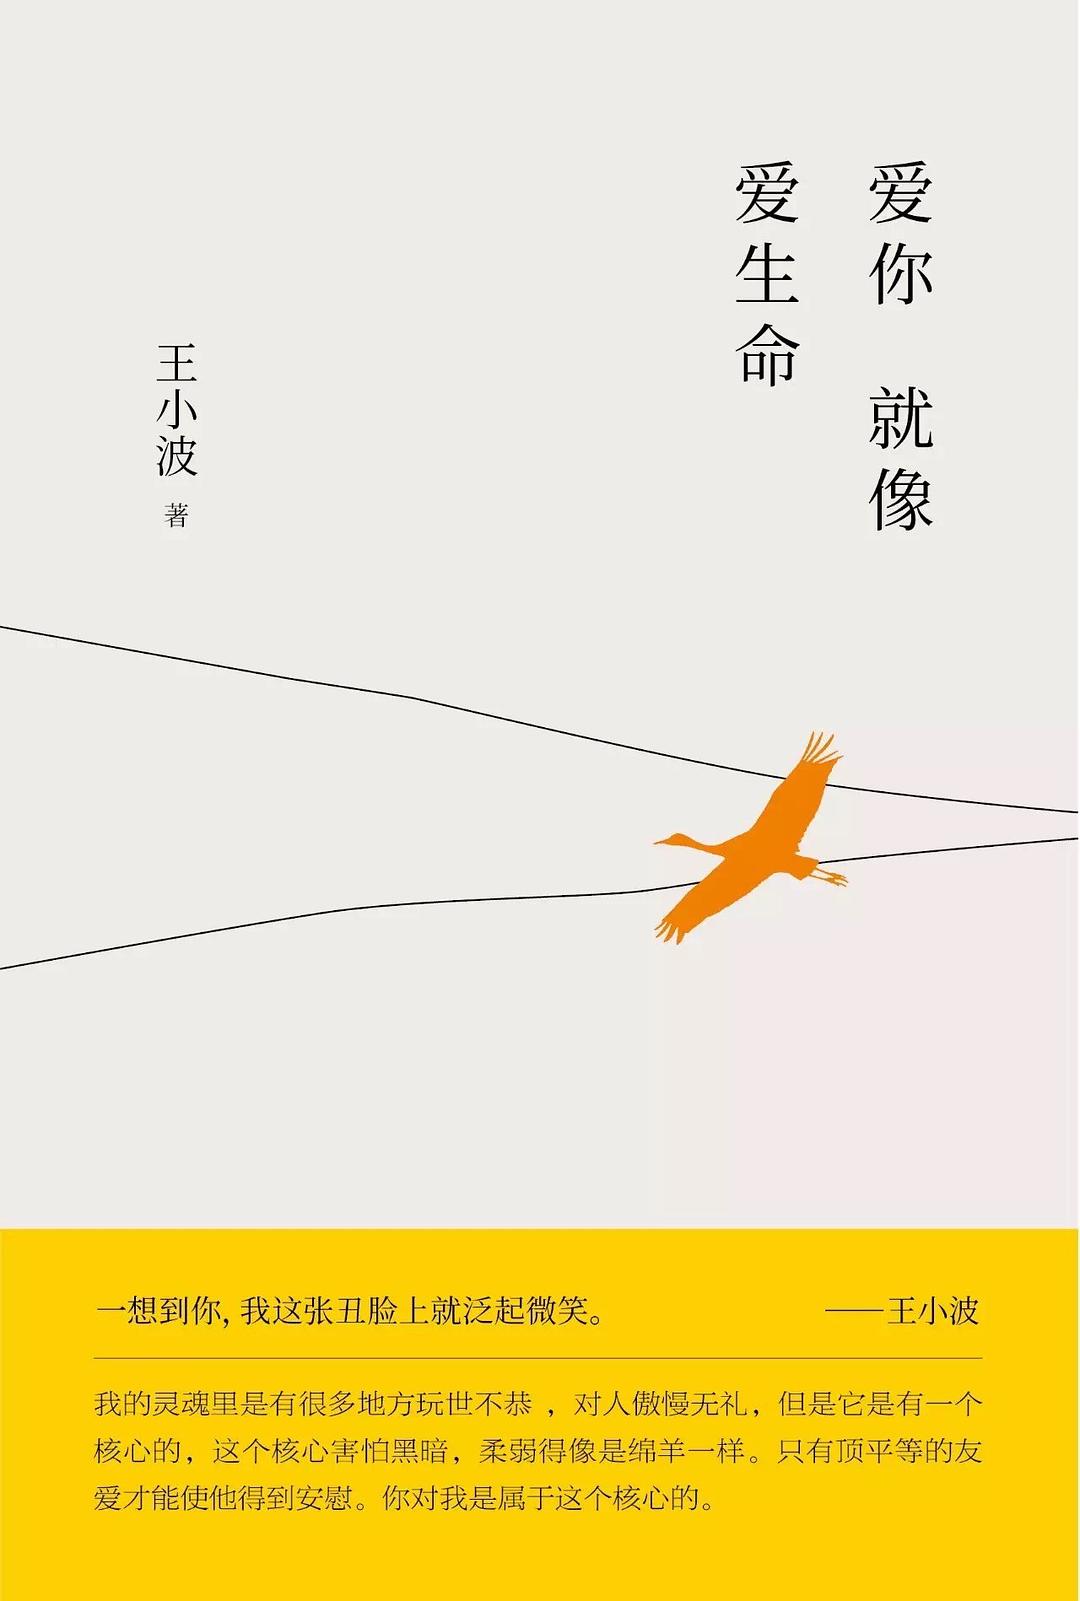 爱你 就像
爱生命
王小波 著
一想到你，我这张丑脸上就泛起微笑。 ——王小波
我的灵魂里是有很多地方玩世不恭 ，对人傲慢无礼，但是它是有一个
核心的，这个核心害怕黑暗，柔弱得像是绵羊一样。只有顶平等的友
爱才能使他得到安慰。你对我是属于这个核心的。